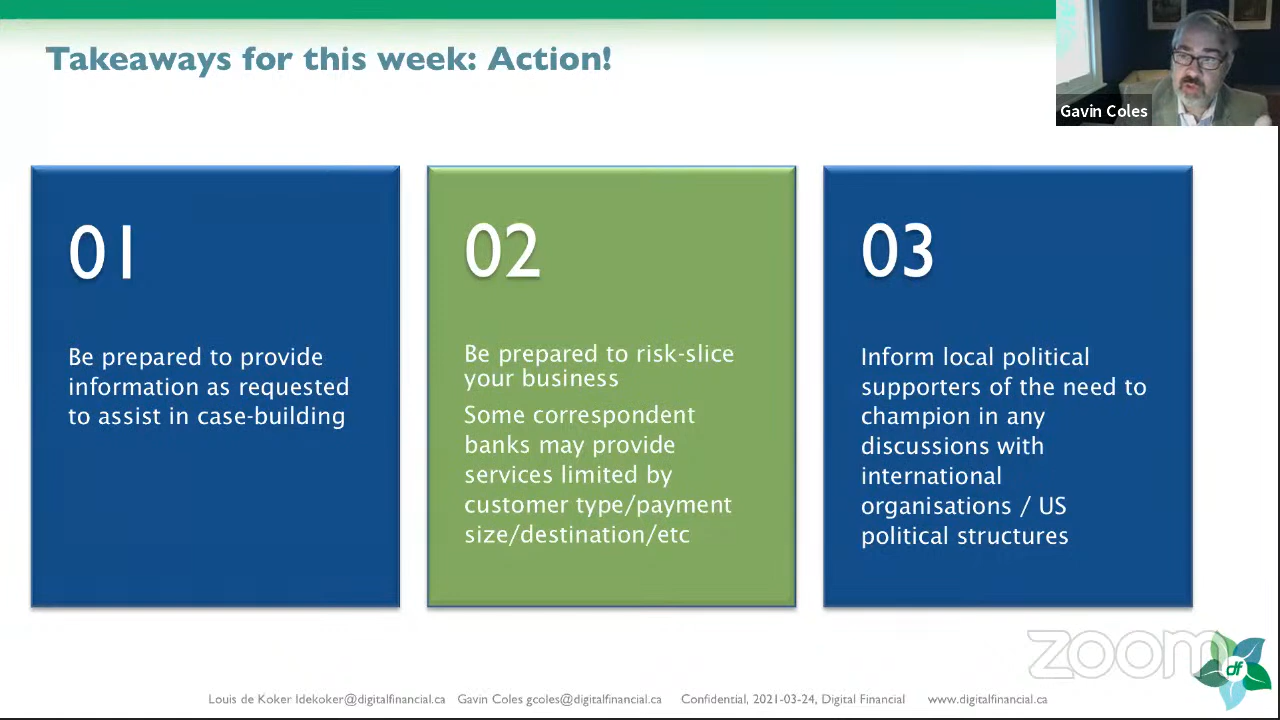 Takeaways for this week: Action!
Gavin Coles
01
Be prepared to provide
information as requested
to assist in case-building
02
Be prepared to risk-slice
your business
Some correspondent
banks may provide
services limited by
customer type/payment
size/destination/etc
03
Inform local political
supporters of the need to
champion in any
discussions with
international
organisations / US
political structures
zoom
df
Louis de Koker ldekoker@digitalfinancial.ca Gavin Coles gcoles@digitalfinancial.ca Confidential, 2021-03-24, Digital Financial www.digitalfinancial.ca